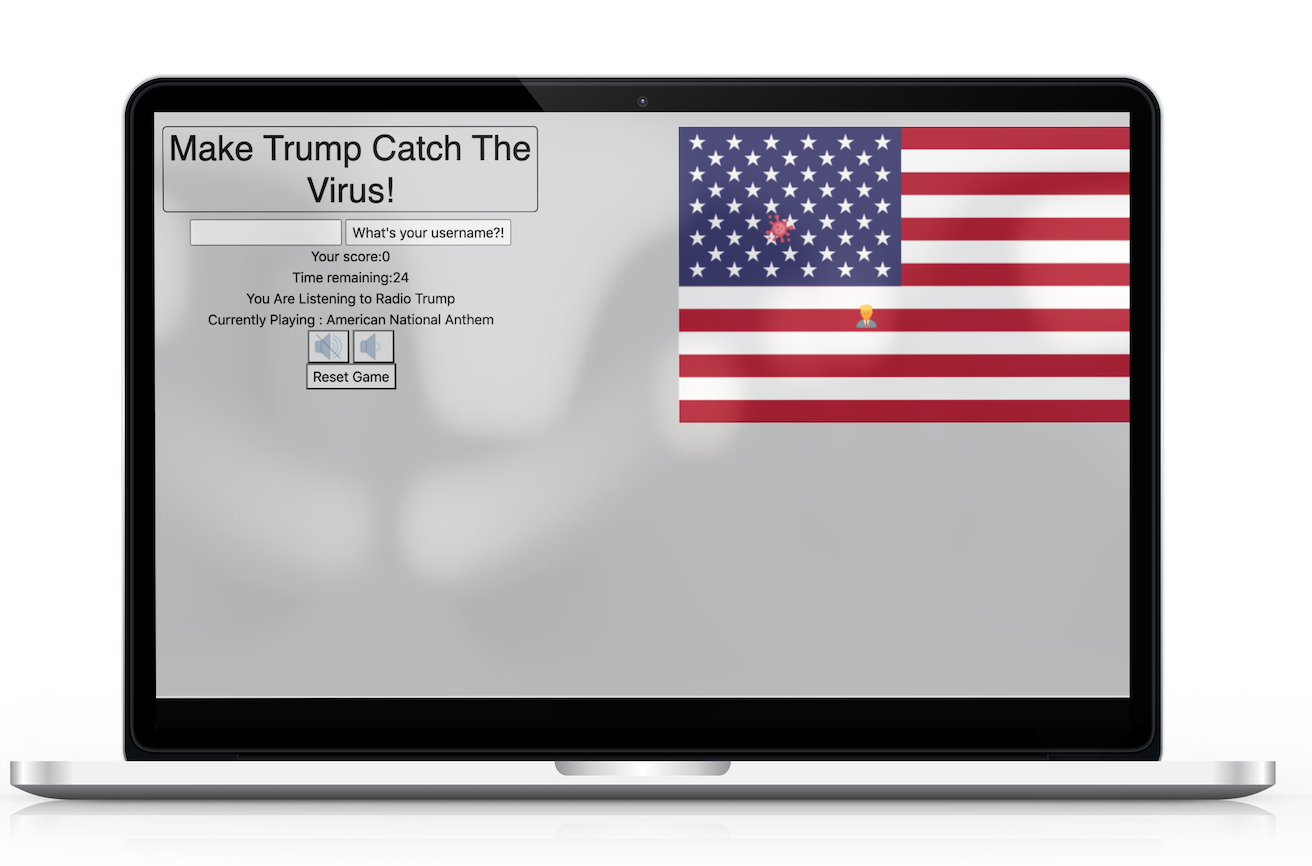 Make Trump Catch The
Virus!
What's your username?!
Your score:0
Time remaining:24
You Are Listening to Radio Trump
Currently Playing : American National Anthem
Reset Game